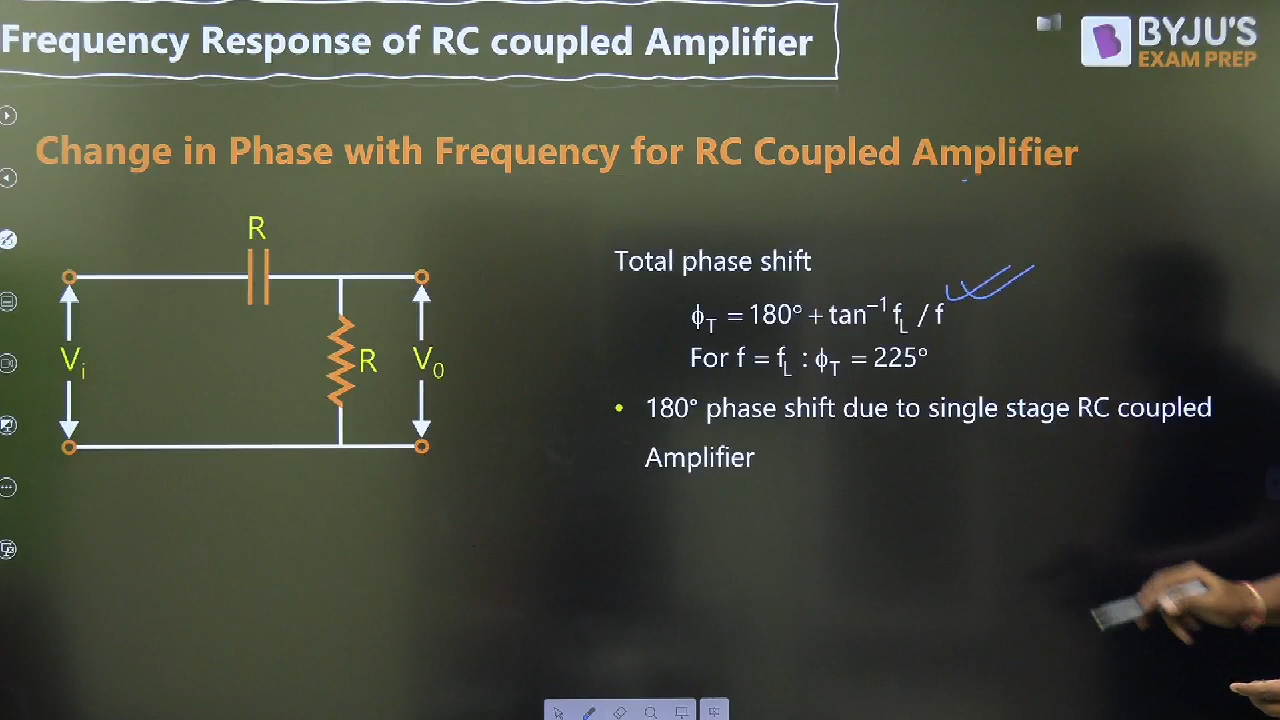 Frequency Response of RC coupled Amplifier
BYJU'S
EXAM PREP
Change in Phase with Frequency for RC Coupled Amplifier
R
Vi
R
V0
Total phase shift
ϕT = 180° + tan⁻¹ fL / f
For f = fL : ϕT = 225°
• 180° phase shift due to single stage RC coupled
Amplifier